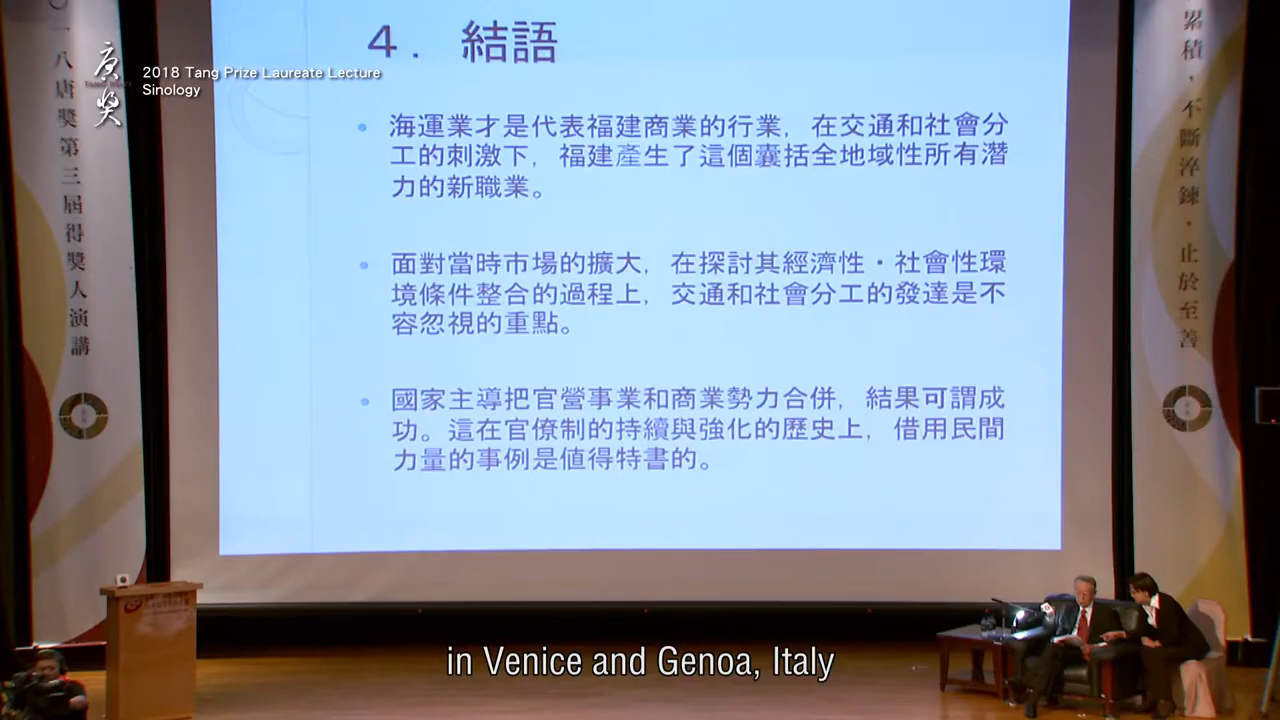 4. 結語
庚獎
2018 Tang Prize Laureate Lecture
Sinology
八唐獎第三屆得獎人演講
累積，不斷淬鍊，止於至善
海運業才是代表福建商業的行業，在交通和社會分
工的刺激下，福建產生了這個囊括全地域性所有潛
力的新職業。
面對當時市場的擴大，在探討其經濟性・社會性環
境條件整合的過程上，交通和社會分工的發達是不
容忽視的重點。
國家主導把官營事業和商業勢力合併，結果可謂成
功。這在官僚制的持續與強化的歷史上，借用民間
力量的事例是値得特書的。
in Venice and Genoa, Italy